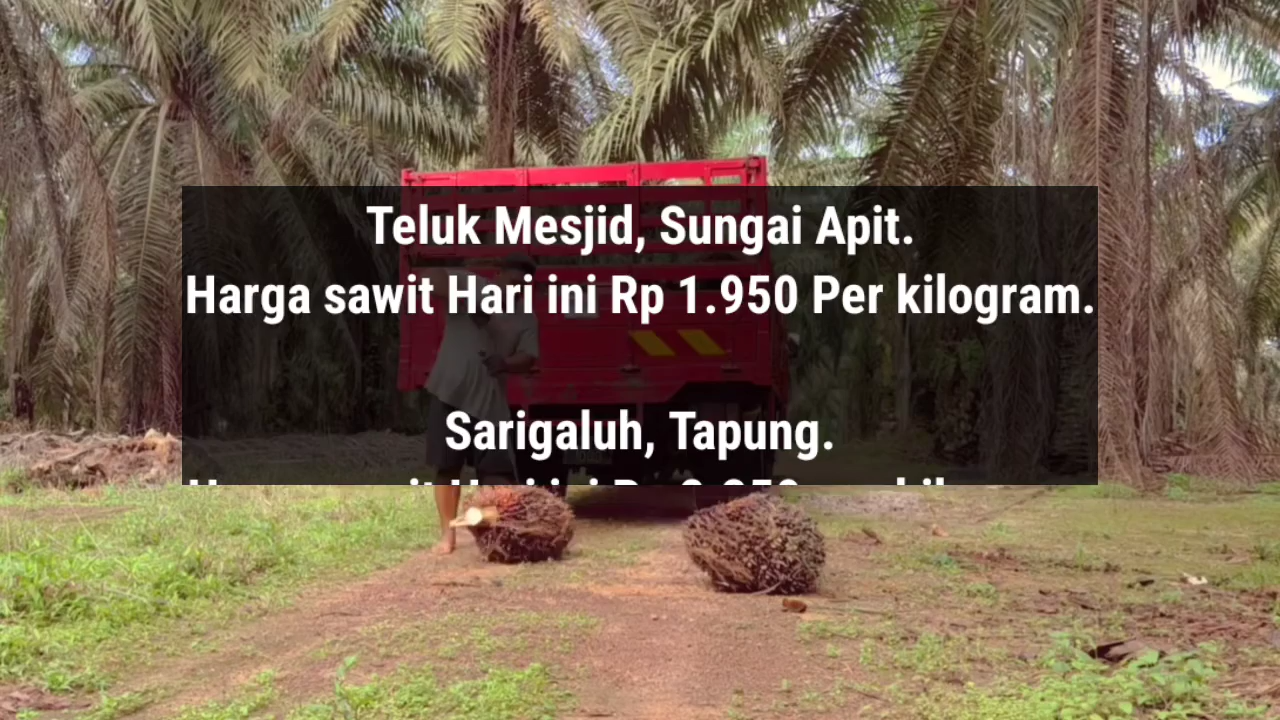 Teluk Mesjid, Sungai Apit.
Harga sawit Hari ini Rp 1.950 Per kilogram.
Sarigaluh, Tapung.